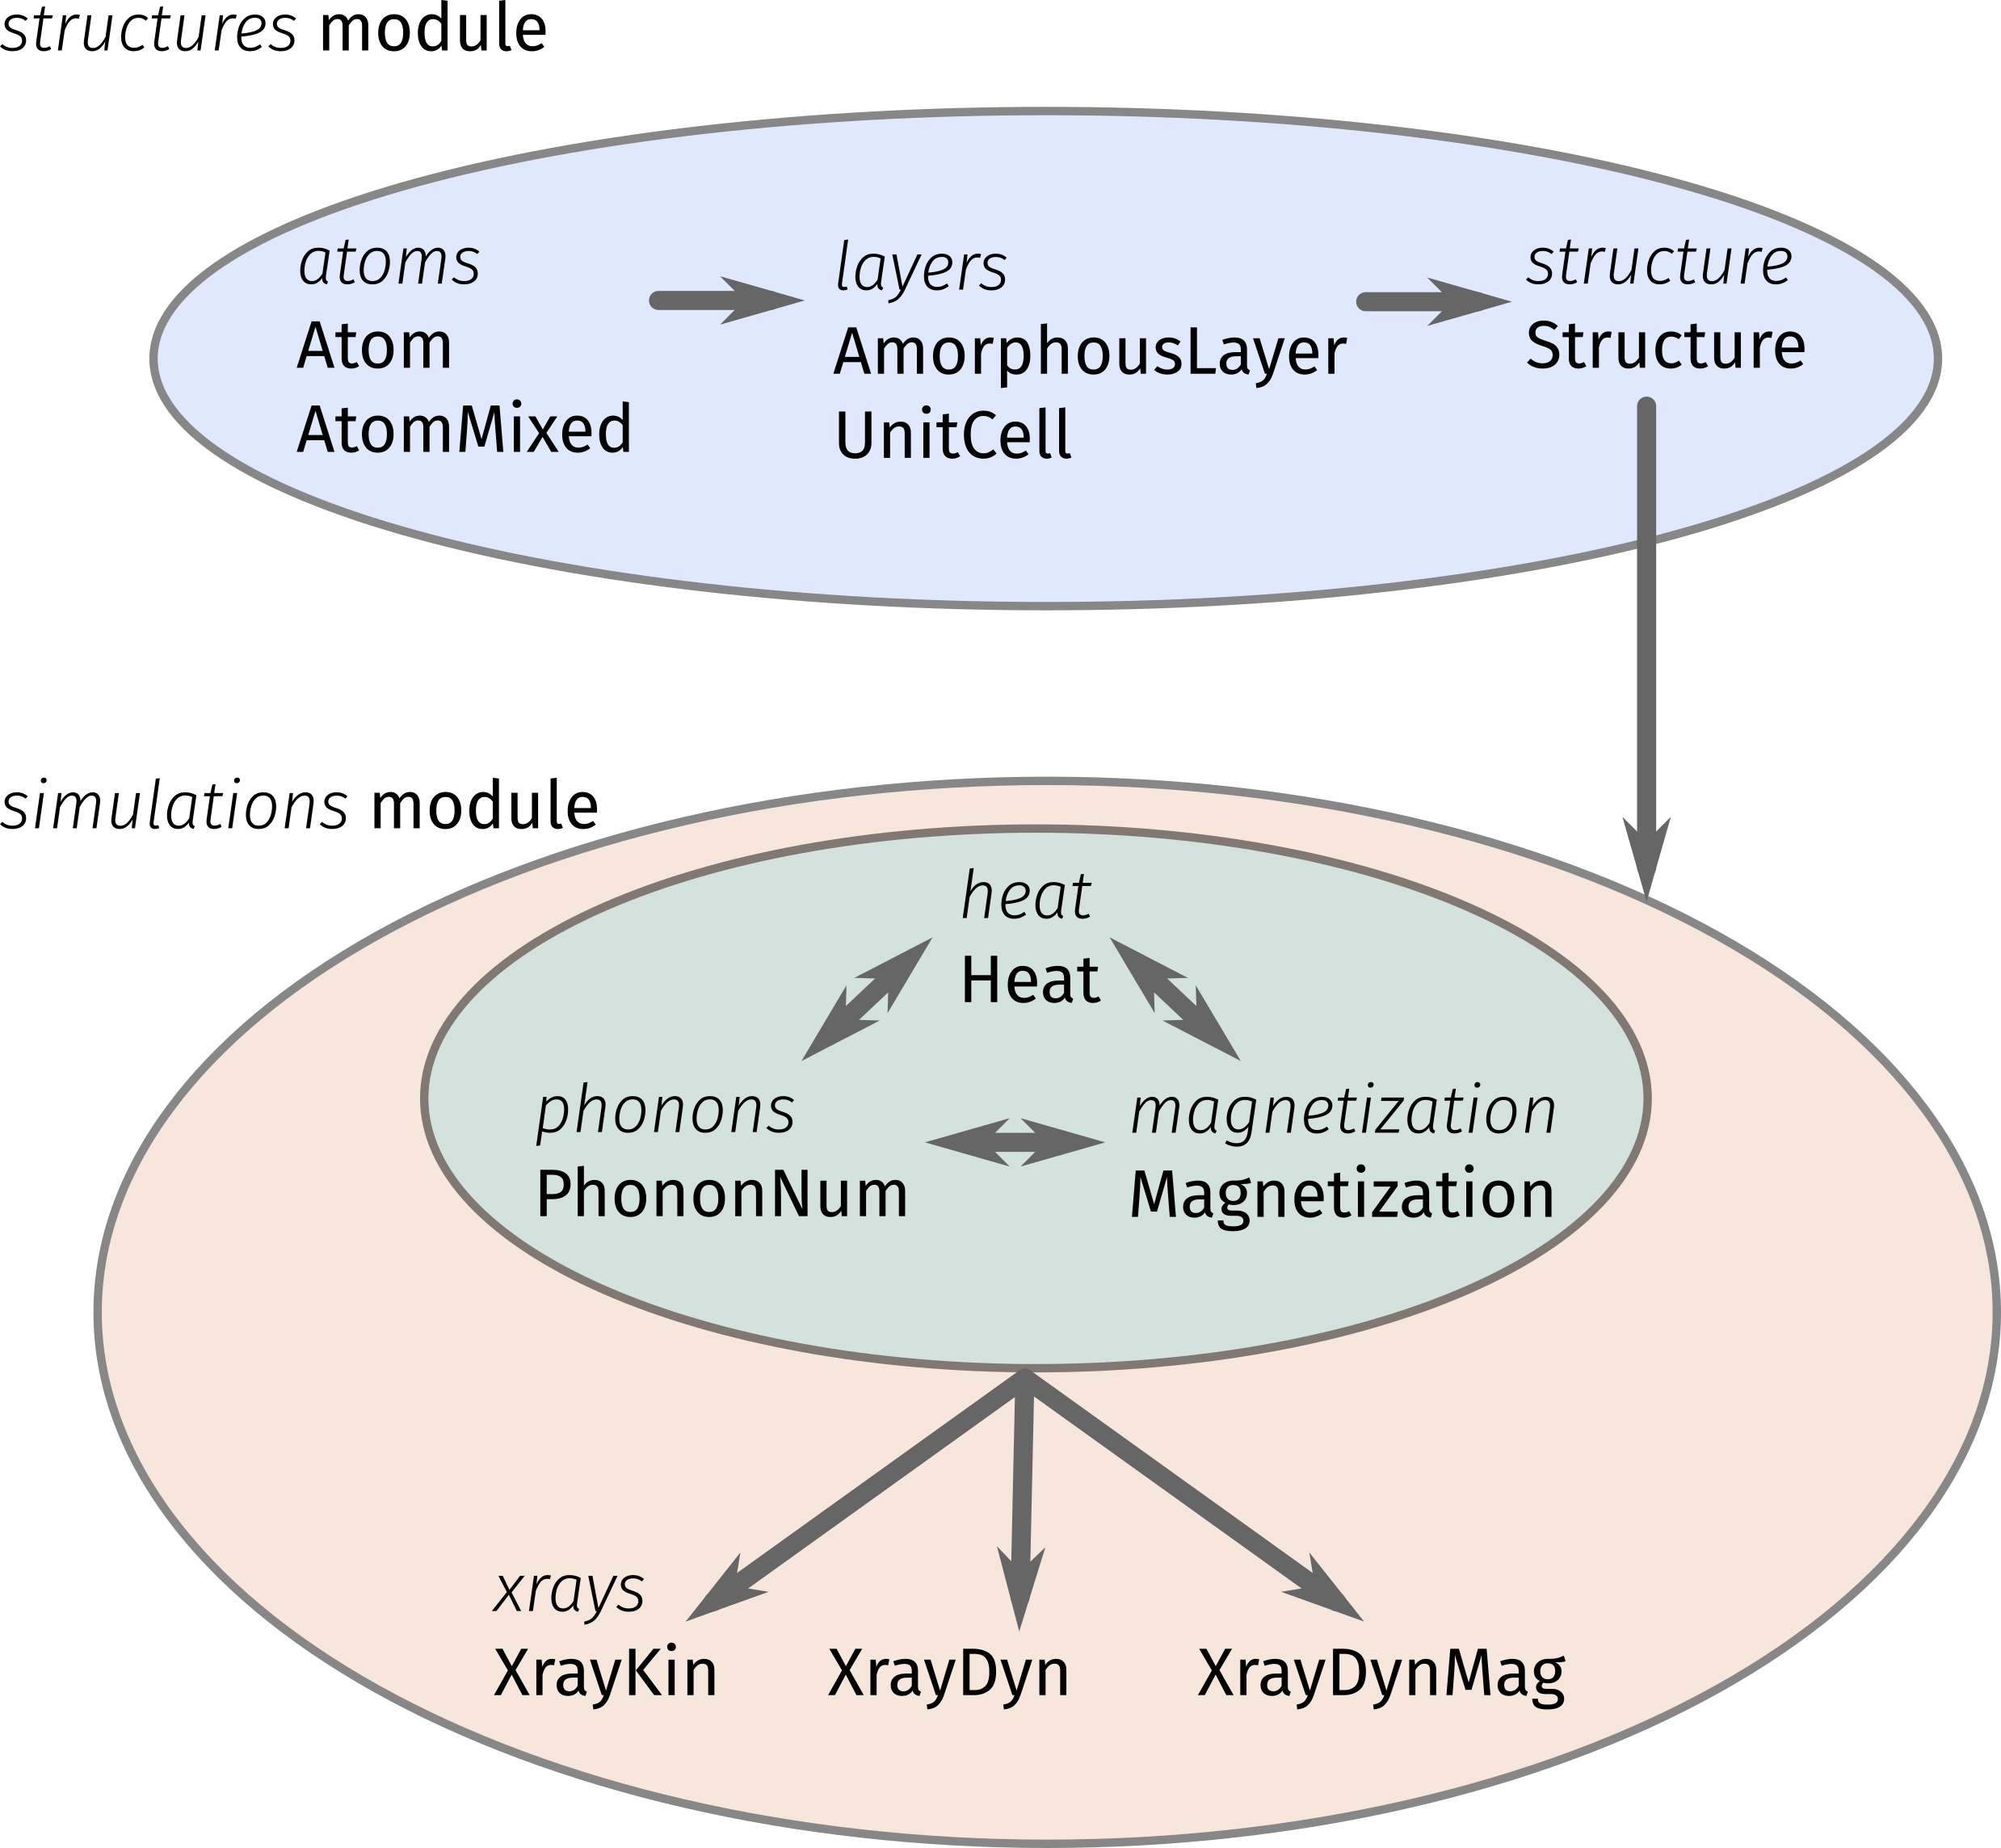 structures module
atoms
Atom
AtomMixed
layers
AmorphousLayer
UnitCell
structure
Structure
simulations module
heat
Heat
phonons
PhononNum
magnetization
Magnetization
xrays
XrayKin
XrayDyn
XrayDynMag